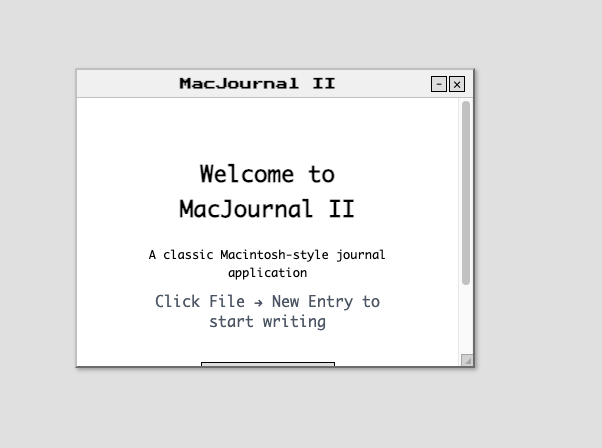 MacJournal II
Welcome to
MacJournal II
A classic Macintosh-style journal
application
Click File → New Entry to
start writing